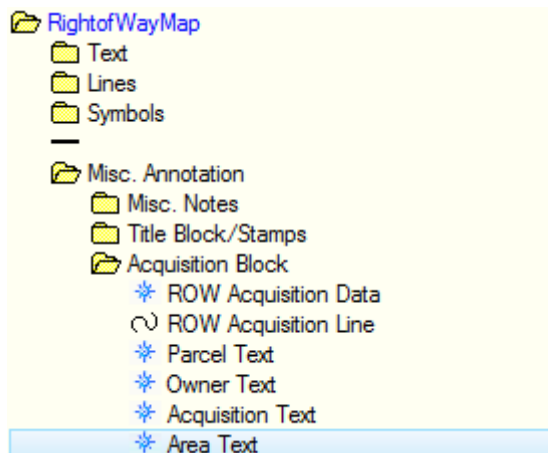 RightofWayMap
Text
Lines
Symbols
Misc. Annotation
Misc. Notes
Title Block/Stamps
Acquisition Block
ROW Acquisition Data
ROW Acquisition Line
Parcel Text
Owner Text
Acquisition Text
Area Text